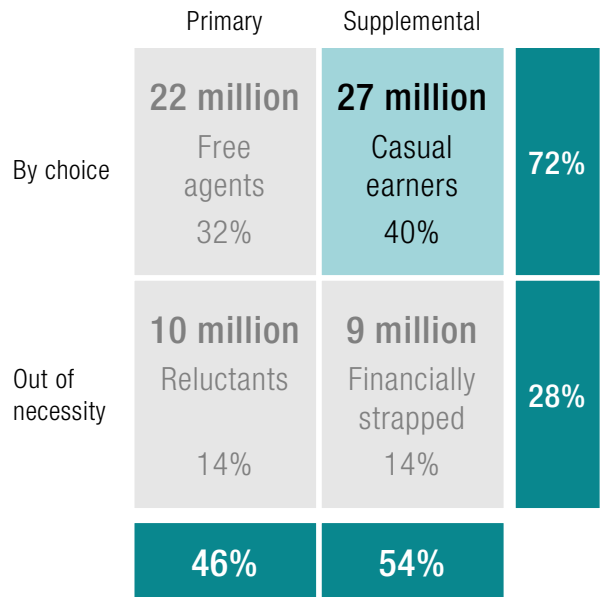 Primary
Supplemental
By choice
22 million
Free
agents
32%
27 million
Casual
earners
40%
72%
Out of
necessity
10 million
Reluctants
14%
9 million
Financially
strapped
14%
28%
46%
54%